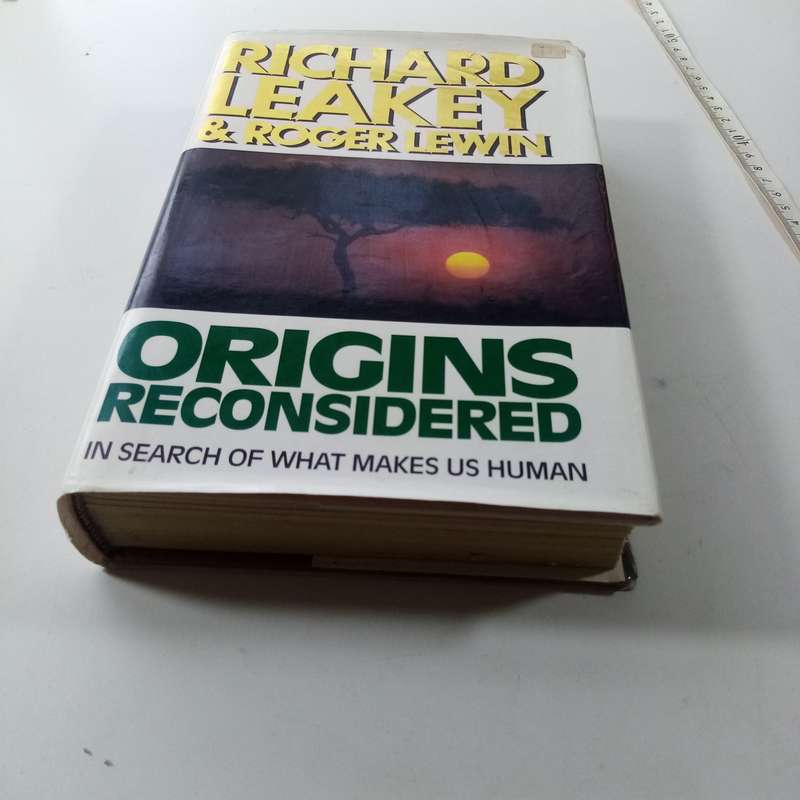 RICHARD
LEAKEY
& ROGER LEWIN
ORIGINS
RECONSIDERED
IN SEARCH OF WHAT MAKES US HUMAN